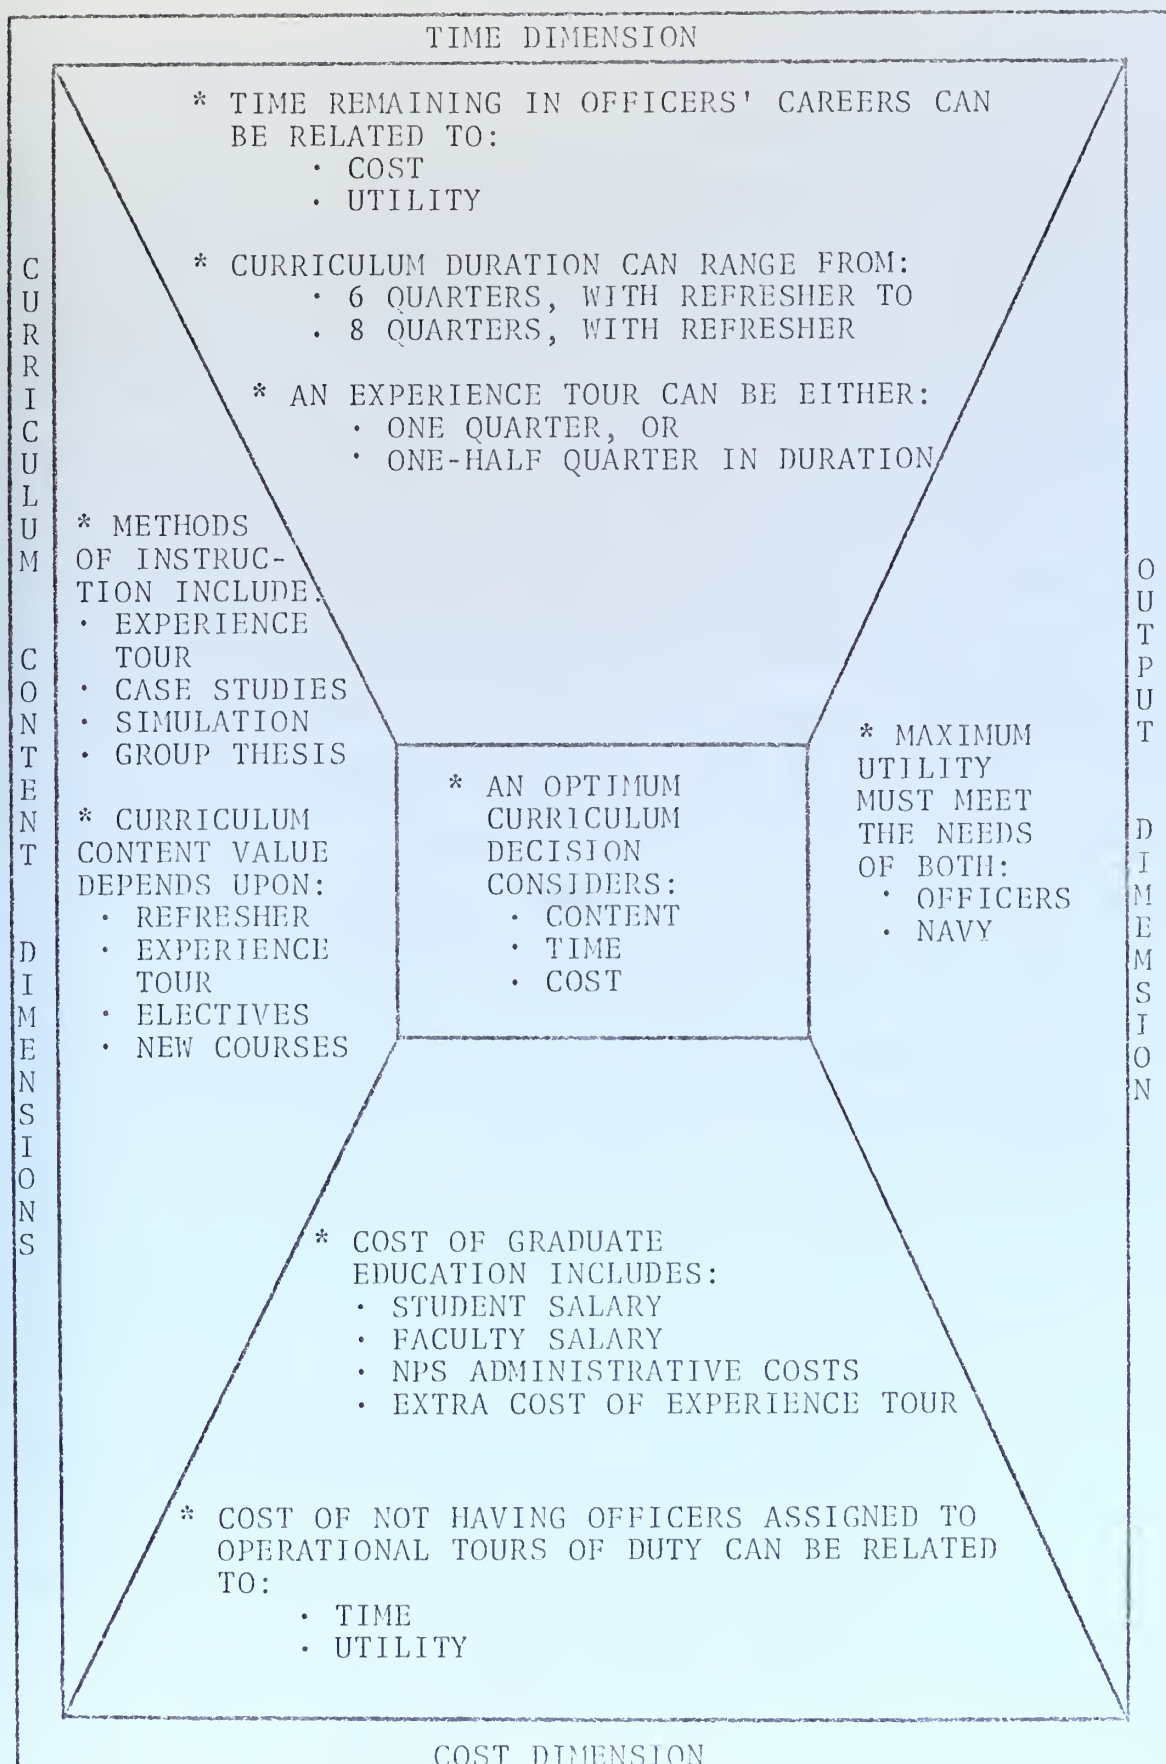 TIME DIMENSION
* TIME REMAINING IN OFFICERS' CAREERS CAN
BE RELATED TO:
· COST
· UTILITY
* CURRICULUM DURATION CAN RANGE FROM:
· 6 QUARTERS, WITH REFRESHER TO
· 8 QUARTERS, WITH REFRESHER
* AN EXPERIENCE TOUR CAN BE EITHER:
· ONE QUARTER, OR
· ONE-HALF QUARTER IN DURATION
CURRICULUM CONTENT DIMENSIONS
* METHODS
OF INSTRUC-
TION INCLUDE:
· EXPERIENCE
TOUR
· CASE STUDIES
· SIMULATION
· GROUP THESIS
* CURRICULUM
CONTENT VALUE
DEPENDS UPON:
· REFRESHER
· EXPERIENCE
TOUR
· ELECTIVES
· NEW COURSES
* AN OPTIMUM
CURRICULUM
DECISION
CONSIDERS:
· CONTENT
· TIME
· COST
* MAXIMUM
UTILITY
MUST MEET
THE NEEDS
OF BOTH:
· OFFICERS
· NAVY
OUTPUT DIMEMSION
* COST OF GRADUATE
EDUCATION INCLUDES:
· STUDENT SALARY
· FACULTY SALARY
· NPS ADMINISTRATIVE COSTS
· EXTRA COST OF EXPERIENCE TOUR
* COST OF NOT HAVING OFFICERS ASSIGNED TO
OPERATIONAL TOURS OF DUTY CAN BE RELATED
TO:
· TIME
· UTILITY
COST DIMENSION